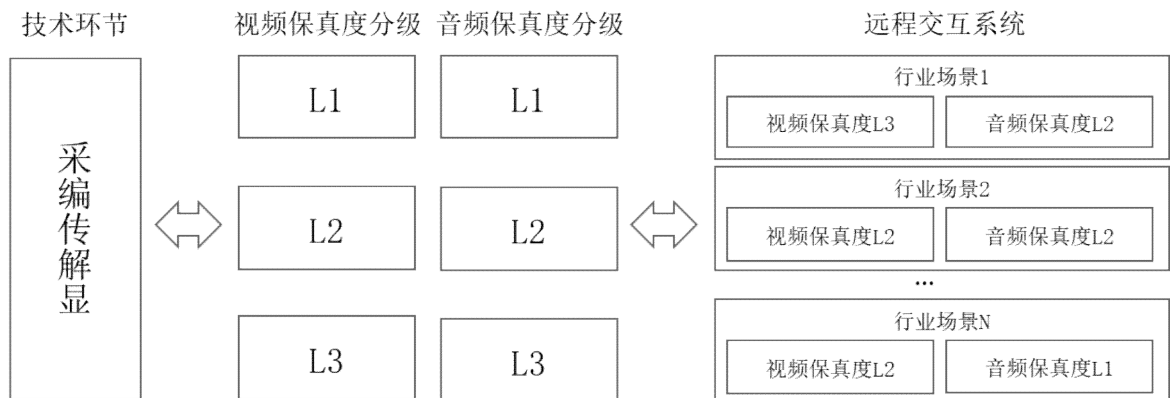 技术环节
视频保真度分级
音频保真度分级
远程交互系统
采编传解显
L1
L1
L2
L2
L3
L3
行业场景1
视频保真度L3
音频保真度L2
行业场景2
视频保真度L2
音频保真度L2
...
行业场景N
视频保真度L2
音频保真度L1